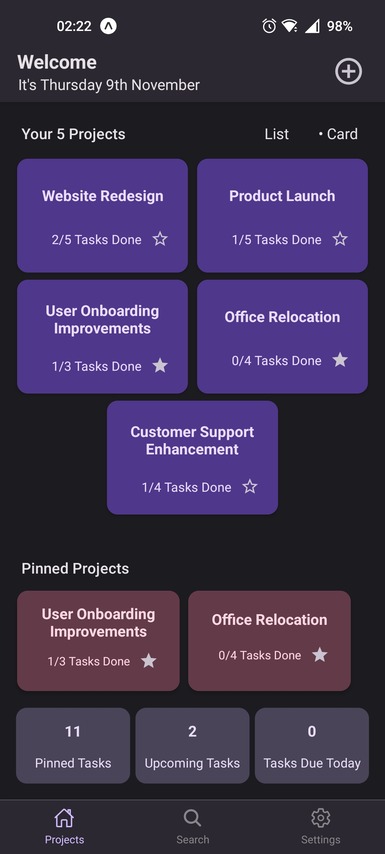 02:22 98%
Welcome
It's Thursday 9th November
Your 5 Projects List • Card
Website Redesign
2/5 Tasks Done
Product Launch
1/5 Tasks Done
User Onboarding
Improvements
1/3 Tasks Done
Office Relocation
0/4 Tasks Done
Customer Support
Enhancement
1/4 Tasks Done
Pinned Projects
User Onboarding
Improvements
1/3 Tasks Done
Office Relocation
0/4 Tasks Done
11
Pinned Tasks
2
Upcoming Tasks
0
Tasks Due Today
Projects
Search
Settings